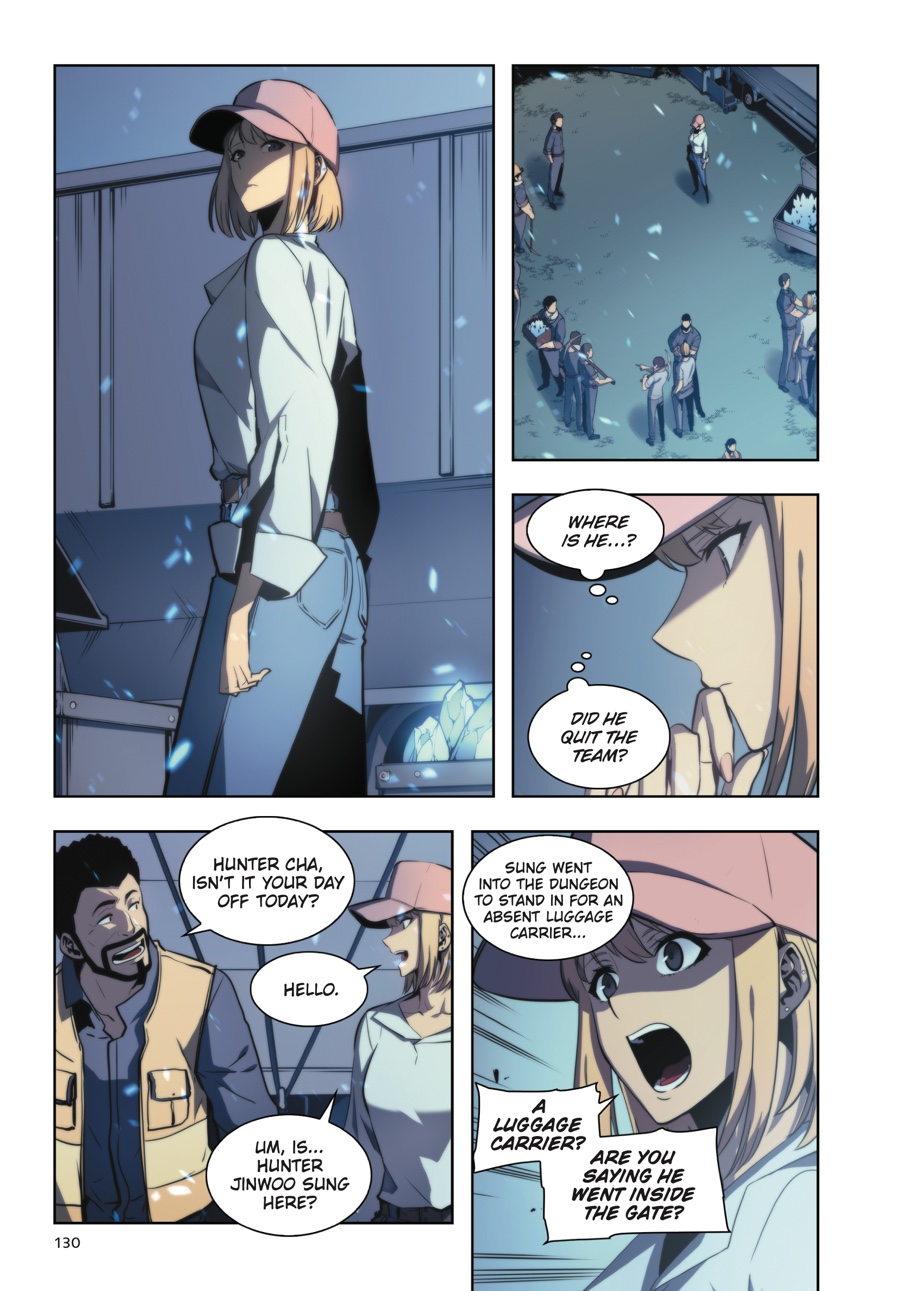 WHERE
IS HE...?
DID HE
QUIT THE
TEAM?
HUNTER CHA,
ISN'T IT YOUR DAY
OFF TODAY?
HELLO.
UM, IS...
HUNTER
JINWOO SUNG
HERE?
SUNG WENT
INTO THE DUNGEON
TO STAND IN FOR AN
ABSENT LUGGAGE
CARRIER...
A
LUGGAGE
CARRIER?
ARE YOU
SAYING HE
WENT INSIDE
THE GATE?
130